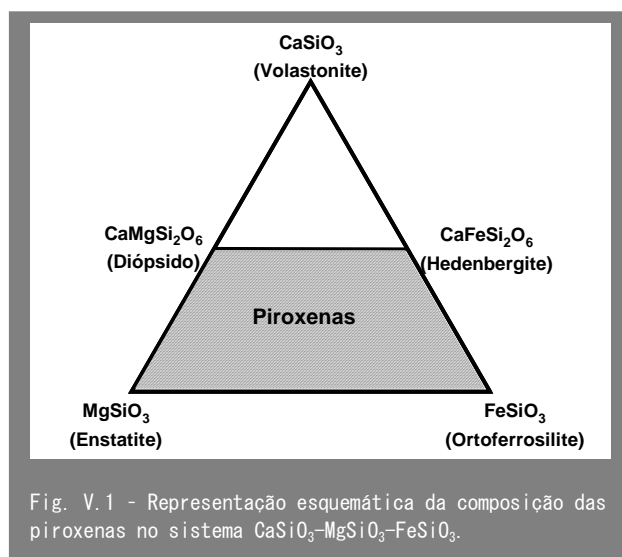 CaSiO₃
(Volastonite)
CaMgSi₂O₆
(Diópsido)
CaFeSi₂O₆
(Hedenbergite)
Piroxenas
MgSiO₃
(Enstatite)
FeSiO₃
(Ortoferrosilite)
Fig. V.1 - Representação esquemática da composição das
piroxenas no sistema CaSiO₃-MgSiO₃-FeSiO₃.